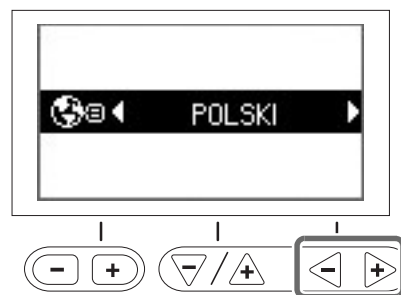 POLSKI
- + - / + - +